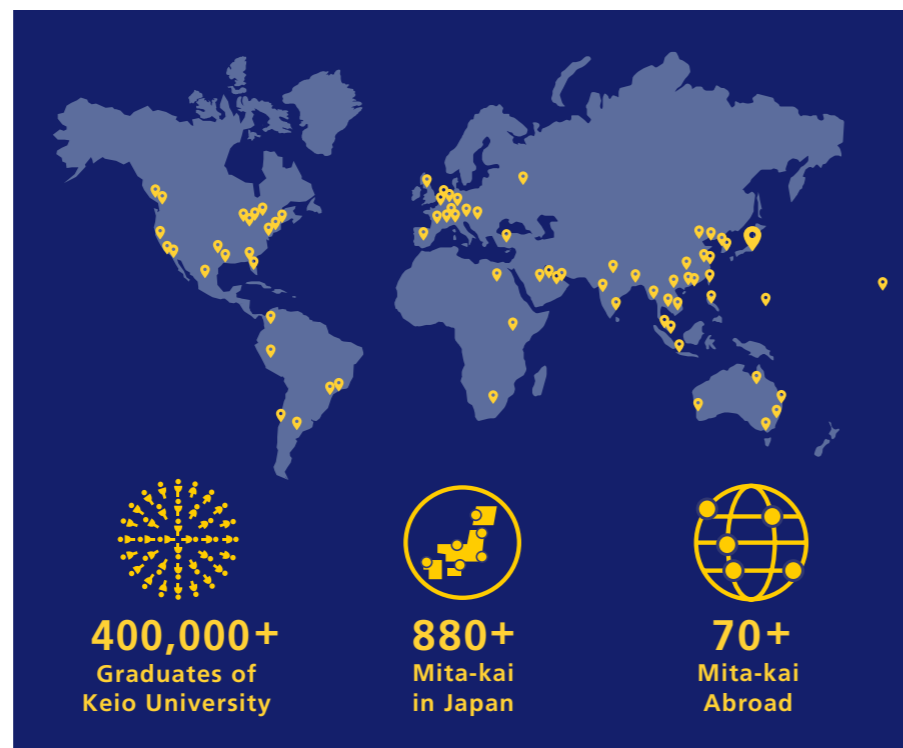 400,000+
Graduates of
Keio University
880+
Mita-kai
in Japan
70+
Mita-kai
Abroad